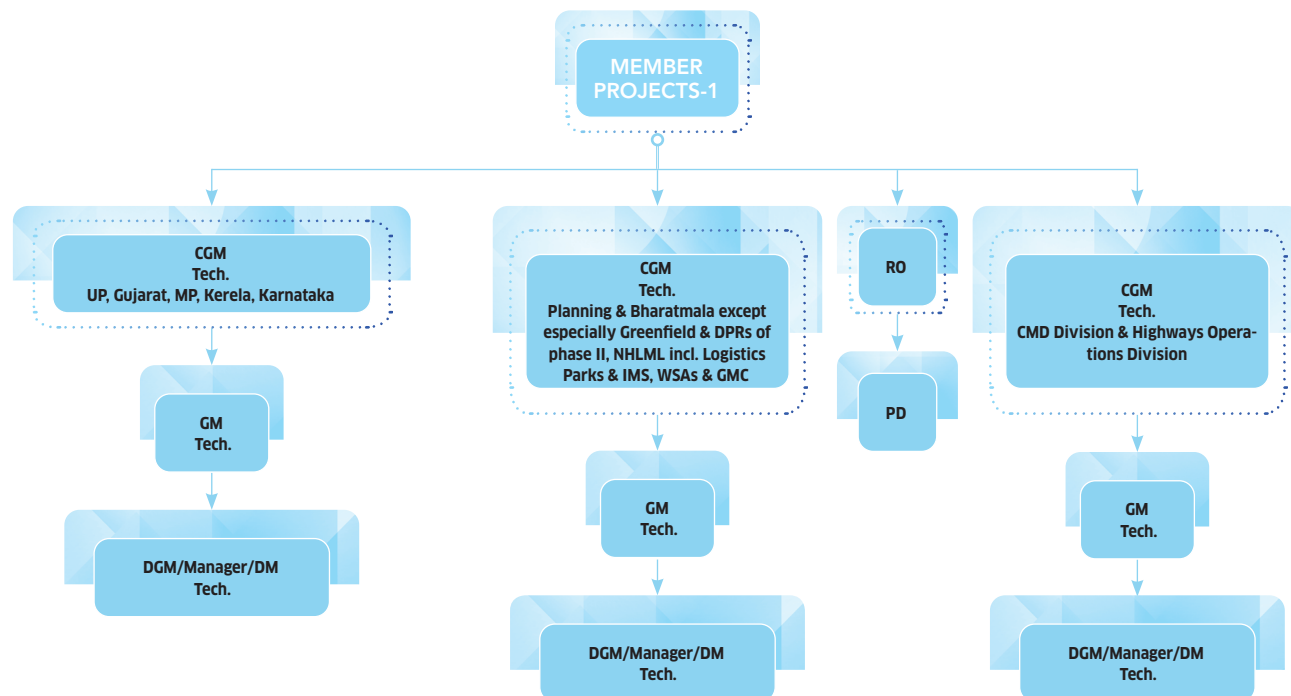 MEMBER
PROJECTS-1
CGM
Tech.
UP, Gujarat, MP, Kerela, Karnataka
GM
Tech.
DGM/Manager/DM
Tech.
CGM
Tech.
Planning & Bharatmala except
especially Greenfield & DPRs of
phase II, NHLML incl. Logistics
Parks & IMS, WSAs & GMC
GM
Tech.
DGM/Manager/DM
Tech.
RO
PD
CGM
Tech.
CMD Division & Highways Opera-
tions Division
GM
Tech.
DGM/Manager/DM
Tech.